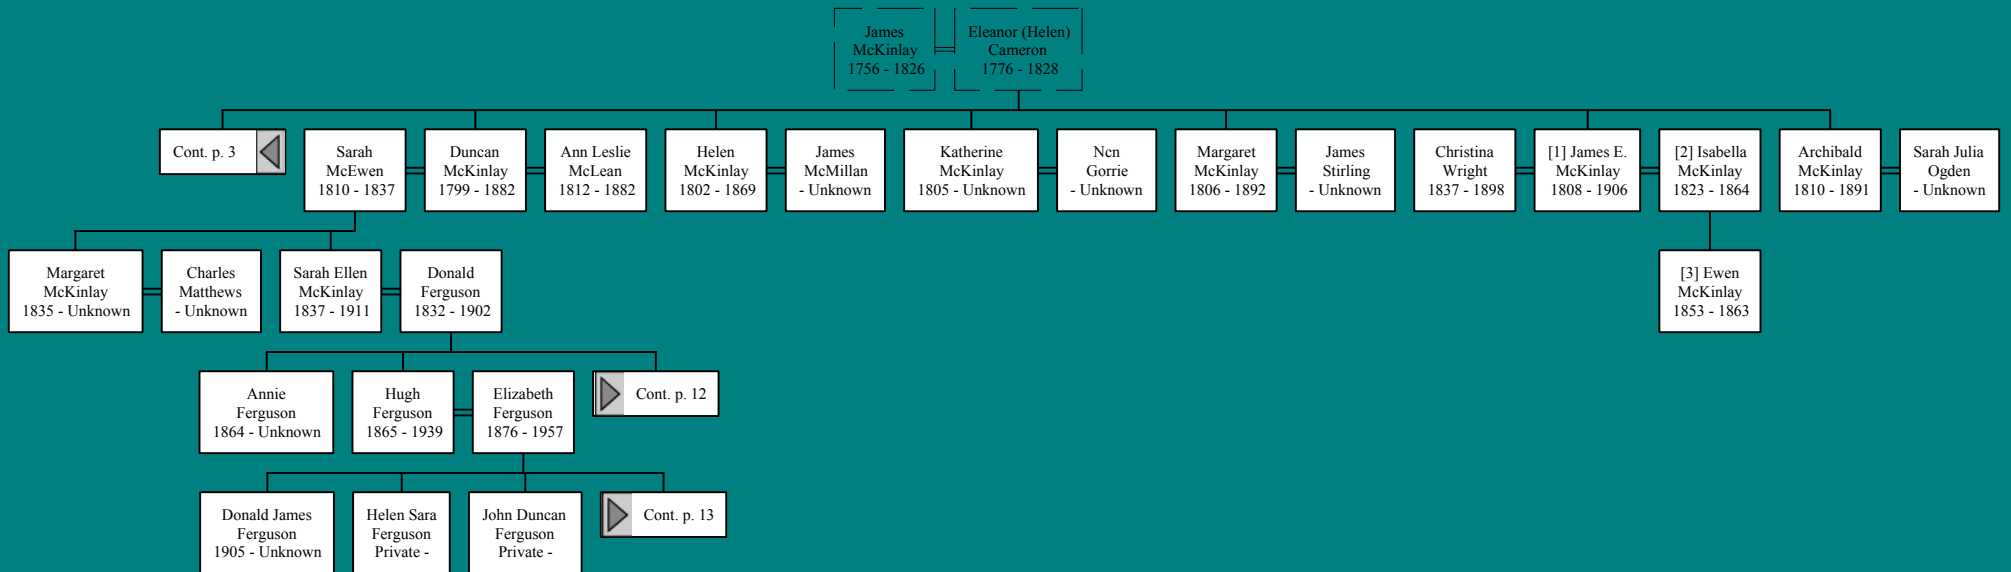 James
McKinlay
1756 - 1826
Eleanor (Helen)
Cameron
1776 - 1828
Cont. p. 3
Sarah
McEwen
1810 - 1837
Duncan
McKinlay
1799 - 1882
Ann Leslie
McLean
1812 - 1882
Helen
McKinlay
1802 - 1869
James
McMillan
- Unknown
Katherine
McKinlay
1805 - Unknown
Ncn
Gorrie
- Unknown
Margaret
McKinlay
1806 - 1892
James
Stirling
- Unknown
Christina
Wright
1837 - 1898
[1] James E.
McKinlay
1808 - 1906
[2] Isabella
McKinlay
1823 - 1864
Archibald
McKinlay
1810 - 1891
Sarah Julia
Ogden
- Unknown
Margaret
McKinlay
1835 - Unknown
Charles
Matthews
- Unknown
Sarah Ellen
McKinlay
1837 - 1911
Donald
Ferguson
1832 - 1902
[3] Ewen
McKinlay
1853 - 1863
Annie
Ferguson
1864 - Unknown
Hugh
Ferguson
1865 - 1939
Elizabeth
Ferguson
1876 - 1957
Cont. p. 12
Donald James
Ferguson
1905 - Unknown
Helen Sara
Ferguson
Private -
John Duncan
Ferguson
Private -
Cont. p. 13